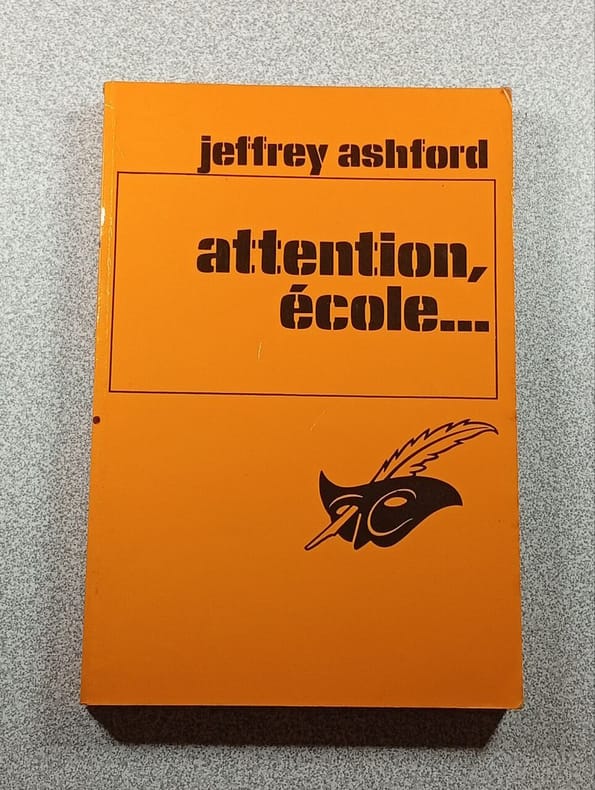 jeffrey ashford
attention,
école...